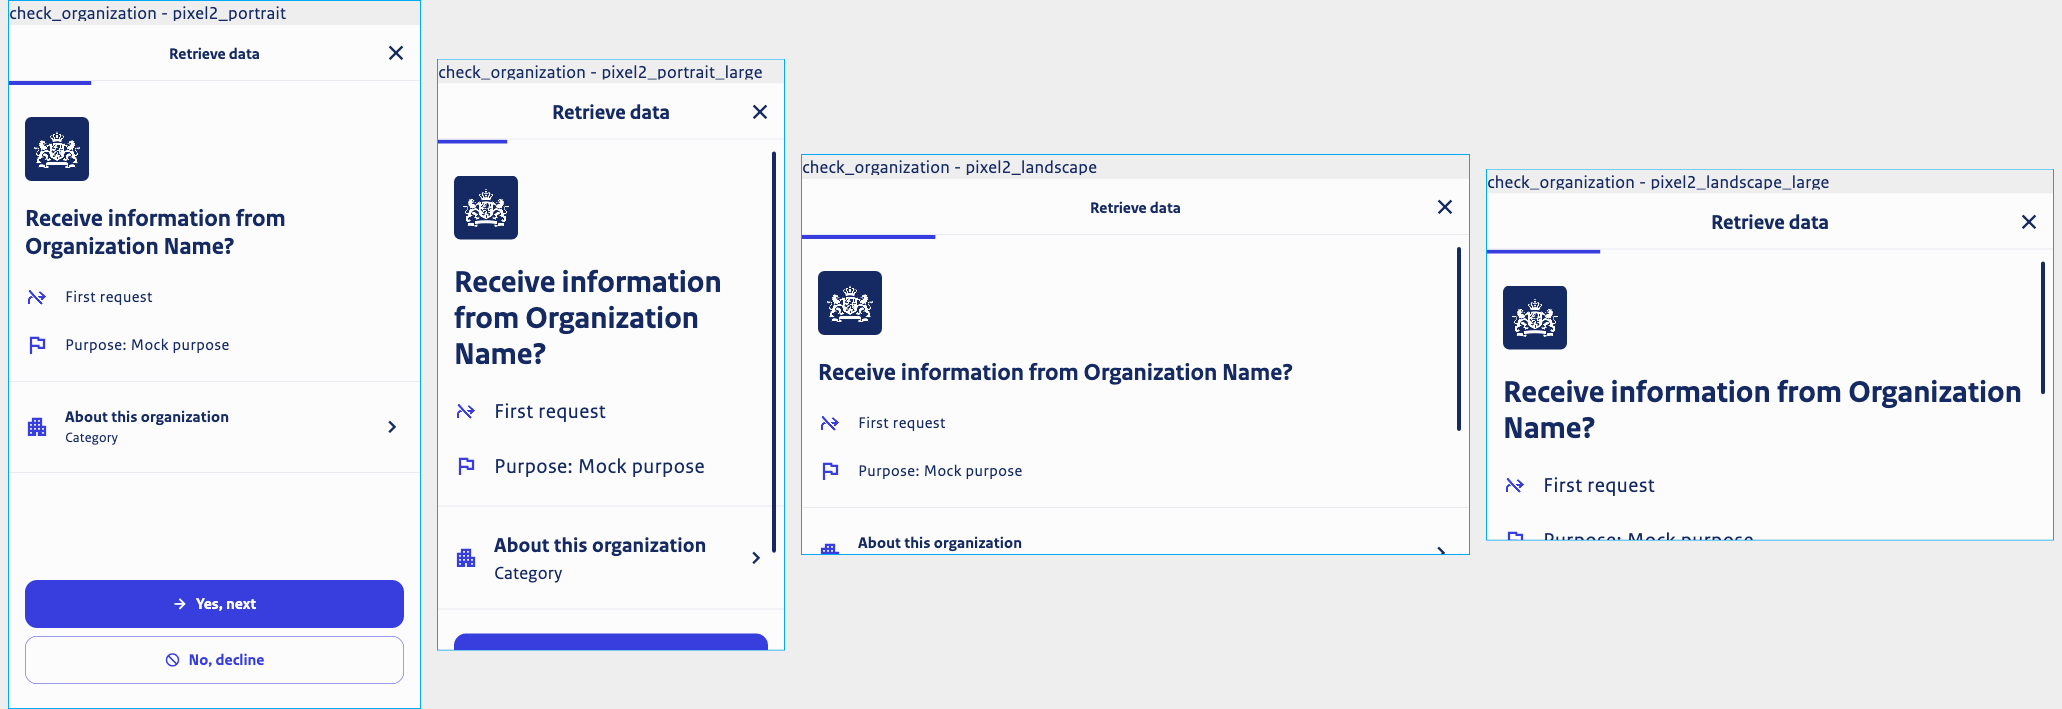 check_organization - pixel2_portrait
Retrieve data
Receive information from
Organization Name?
First request
Purpose: Mock purpose
About this organization
Category
Yes, next
No, decline
check_organization - pixel2_portrait_large
Retrieve data
Receive information
from Organization
Name?
First request
Purpose: Mock purpose
About this organization
Category
check_organization - pixel2_landscape
Retrieve data
Receive information from Organization Name?
First request
Purpose: Mock purpose
About this organization
check_organization - pixel2_landscape_large
Retrieve data
Receive information from Organization
Name?
First request
Purpose: Mock purpose